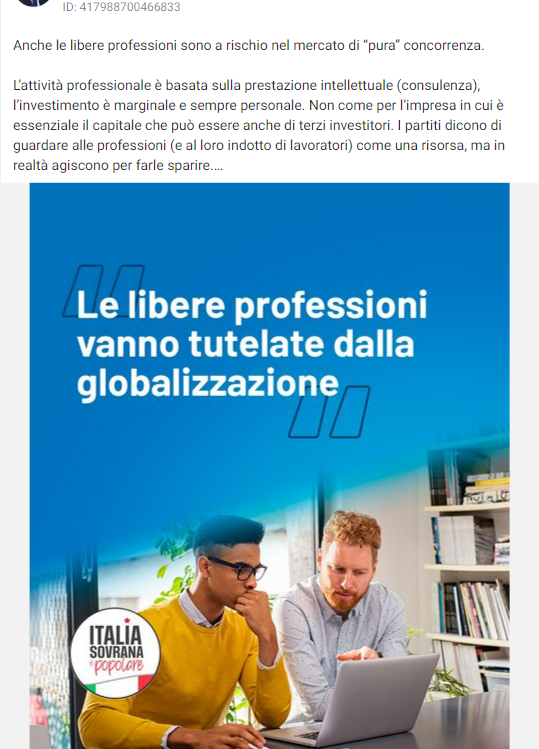 ID: 417988700466833
Anche le libere professioni sono a rischio nel mercato di “pura” concorrenza.
L’attività professionale è basata sulla prestazione intellettuale (consulenza),
l’investimento è marginale e sempre personale. Non come per l’impresa in cui è
essenziale il capitale che può essere anche di terzi investitori. I partiti dicono di
guardare alle professioni (e al loro indotto di lavoratori) come una risorsa, ma in
realtà agiscono per farle sparire....
Le libere professioni
vanno tutelate dalla
globalizzazione
ITALIA
SOVRANA
e popolare